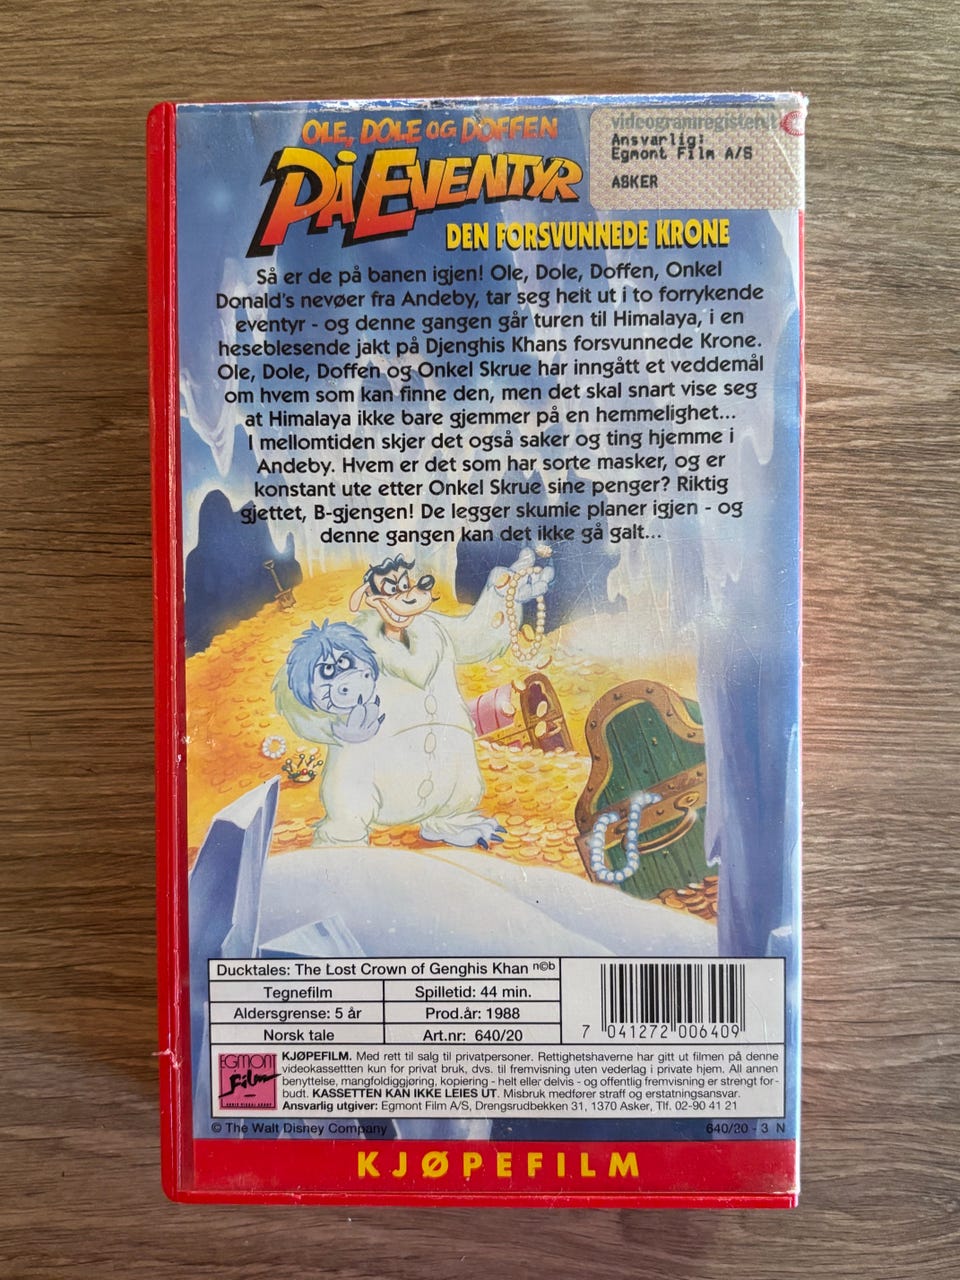 OLE, DOLE OG DOFFEN
PÅ EVENTYR
DEN FORSVUNNEDE KRONE
videogramregisteret
Ansvarlig:
Egmont Film A/S
ASKER
Så er de på banen igjen! Ole, Dole, Doffen, Onkel
Donald's nevøer fra Andeby, tar seg helt ut i to forrykende
eventyr - og denne gangen går turen til Himalaya, i en
heseblesende jakt på Djenghis Khans forsvunnede Krone.
Ole, Dole, Doffen og Onkel Skrue har inngått et veddemål
om hvem som kan finne den, men det skal snart vise seg
at Himalaya ikke bare gjemmer på en hemmelighet...
I mellomtiden skjer det også saker og ting hjemme i
Andeby. Hvem er det som har sorte masker, og er
konstant ute etter Onkel Skrue sine penger? Riktig
gjettet, B-gjengen! De legger skumle planer igjen - og
denne gangen kan det ikke gå galt...
Ducktales: The Lost Crown of Genghis Khan n©b
Tegnefilm
Spilletid: 44 min.
Aldersgrense: 5 år
Prod.år: 1988
Norsk tale
Art.nr: 640/20
7 041272 006409
EGMONT
Film
KJØPEFILM. Med rett til salg til privatpersoner. Rettighetshaverne har gitt ut filmen på denne
videokassettten kun for privat bruk, dvs. til fremvisning uten vederlag i private hjem. All annen
benyttelse, mangfoldiggjøring, kopiering - helt eller delvis - og offentlig fremvisning er strengt for-
budt. KASSETTEN KAN IKKE LEIES UT. Misbruk medfører straff og erstatningsansvar.
Ansvarlig utgiver: Egmont Film A/S, Drengsrudbekken 31, 1370 Asker, Tlf. 02-90 41 21
© The Walt Disney Company
640/20 - 3 N
KJØPEFILM